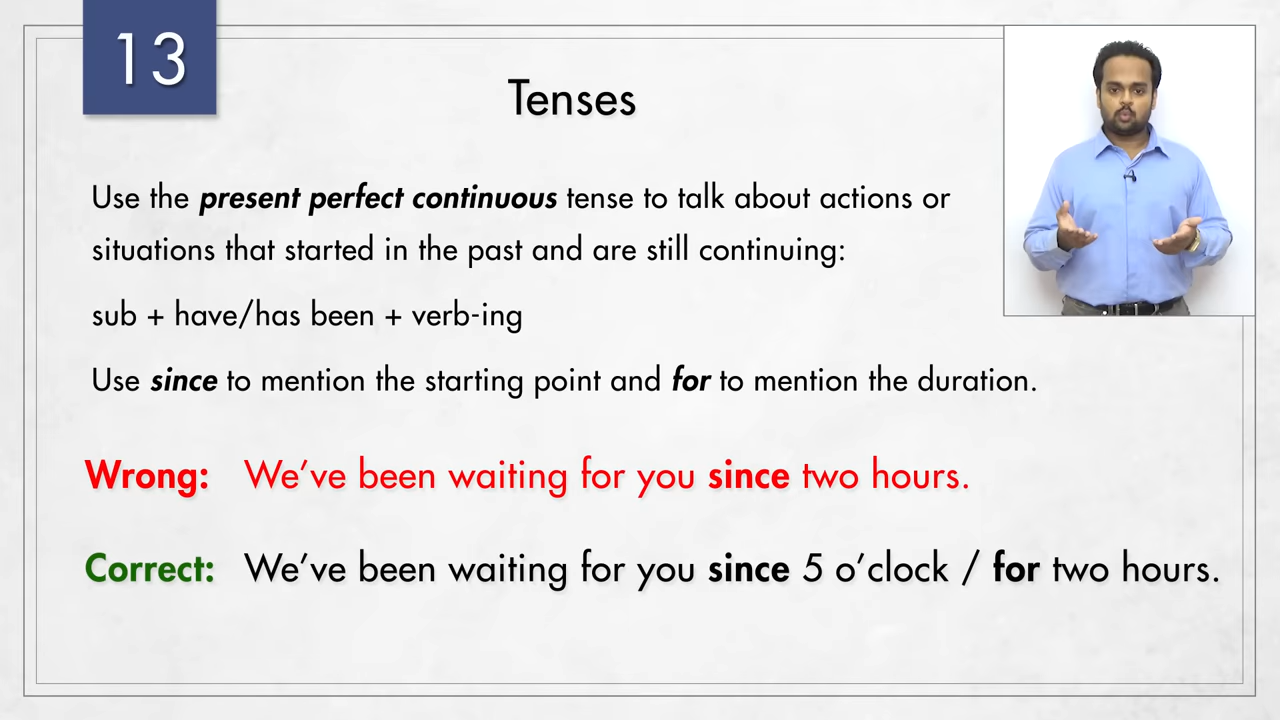 13
Tenses
Use the present perfect continuous tense to talk about actions or
situations that started in the past and are still continuing:
sub + have/has been + verb-ing
Use since to mention the starting point and for to mention the duration.
Wrong: We’ve been waiting for you since two hours.
Correct: We’ve been waiting for you since 5 o’clock / for two hours.